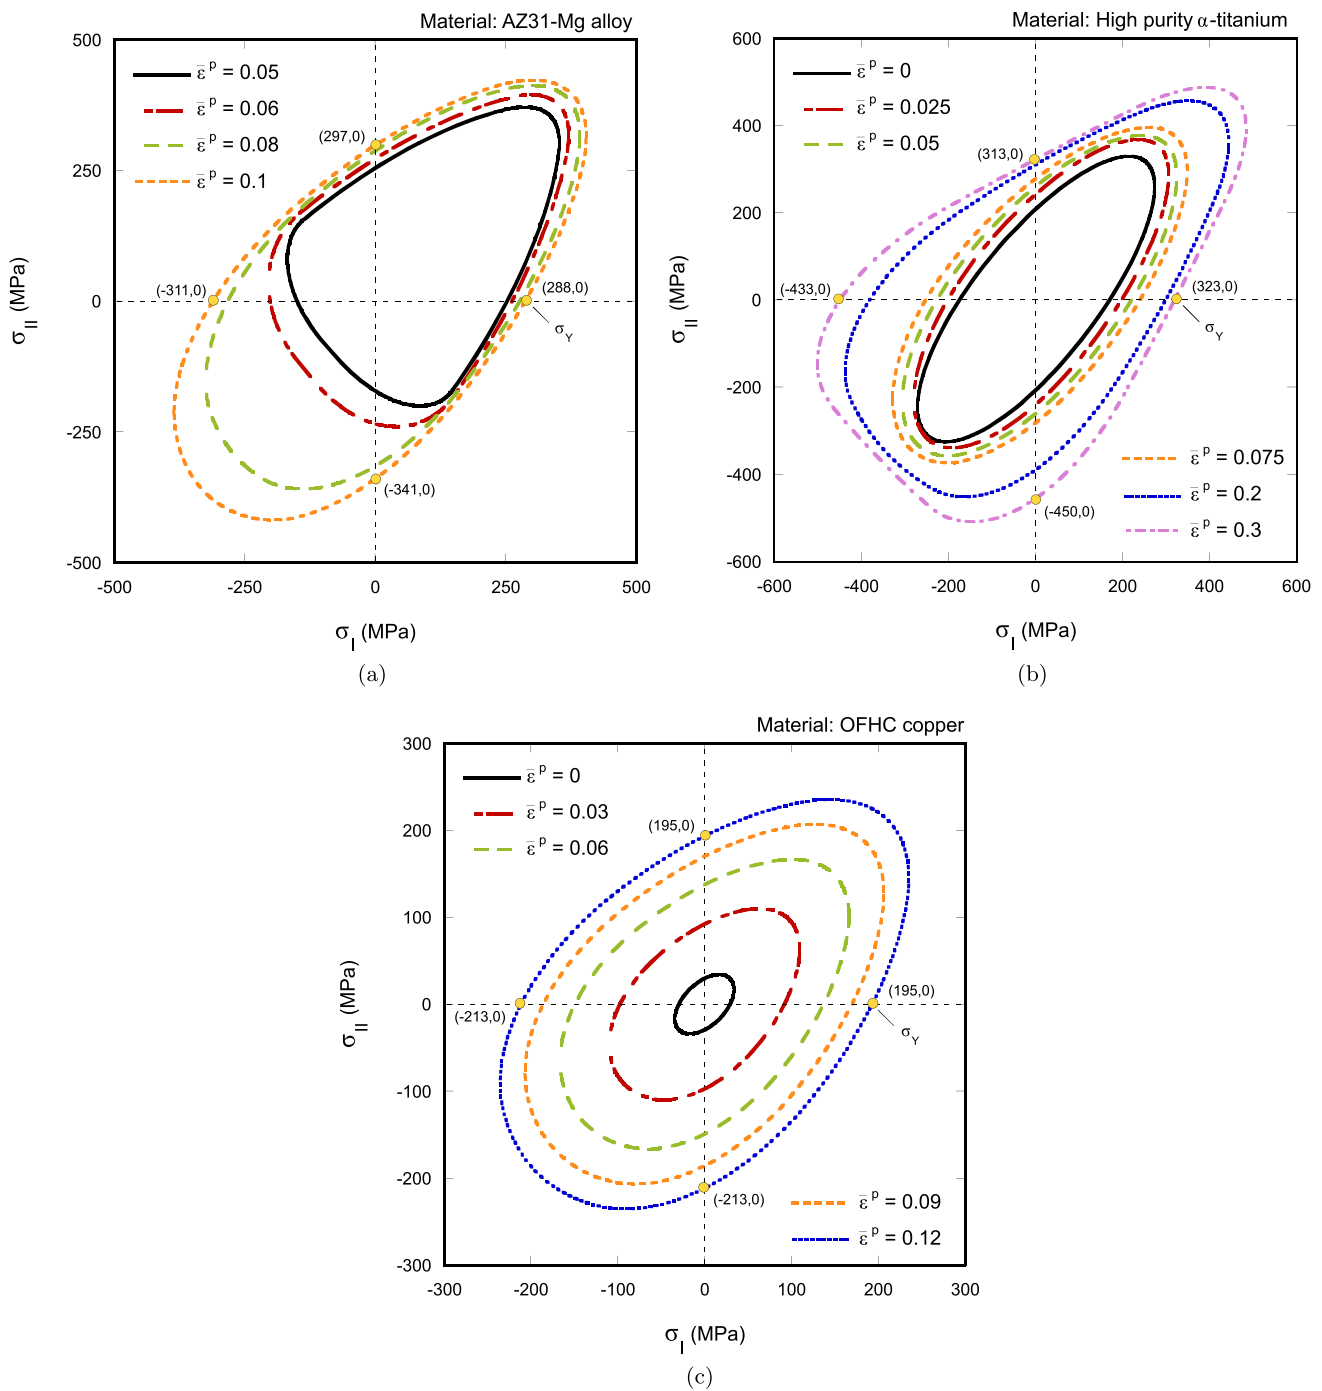 Material: AZ31-Mg alloy
500
250
0
-250
-500
-500
-250
0
250
500
σII (MPa)
σI (MPa)
ε̅ p = 0.05
ε̅ p = 0.06
ε̅ p = 0.08
ε̅ p = 0.1
(297,0)
(-311,0)
(288,0)
σY
(-341,0)
(a)
Material: High purity α-titanium
600
400
200
0
-200
-400
-600
-600
-400
-200
0
200
400
600
σII (MPa)
σI (MPa)
ε̅ p = 0
ε̅ p = 0.025
ε̅ p = 0.05
(313,0)
(-433,0)
(323,0)
σY
(-450,0)
ε̅ p = 0.075
ε̅ p = 0.2
ε̅ p = 0.3
(b)
Material: OFHC copper
300
200
100
0
-100
-200
-300
-300
-200
-100
0
100
200
300
σII (MPa)
σI (MPa)
ε̅ p = 0
ε̅ p = 0.03
ε̅ p = 0.06
(195,0)
(-213,0)
(195,0)
σY
(-213,0)
ε̅ p = 0.09
ε̅ p = 0.12
(c)